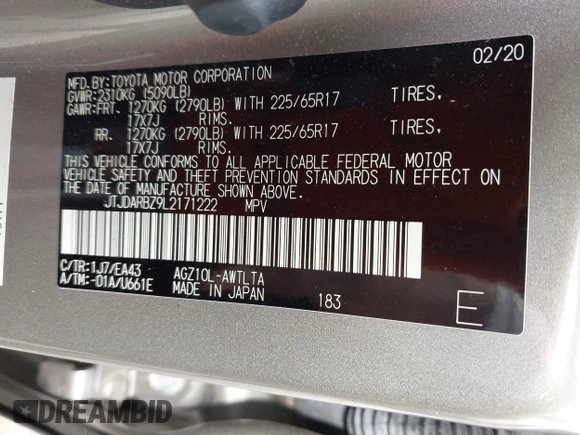 02/20
MFD.BY:TOYOTA MOTOR CORPORATION
GVWR:2310KG (5090LB)
GAWR:FRT. 1270KG (2790LB) WITH 225/65R17 TIRES,
17X7J RIMS.
RR. 1270KG (2790LB) WITH 225/65R17 TIRES,
17X7J RIMS.
THIS VEHICLE CONFORMS TO ALL APPLICABLE FEDERAL MOTOR
VEHICLE SAFETY AND THEFT PREVENTION STANDARDS IN EFFECT ON
THE DATE OF MANUFACTURE SHOWN ABOVE.
JTJDARBZ9L2171222 MPV
C/TR:1J7/EA43 AGZ10L-AWTLTA
A/TM:-01A/U661E MADE IN JAPAN 183
E
DREAMBID